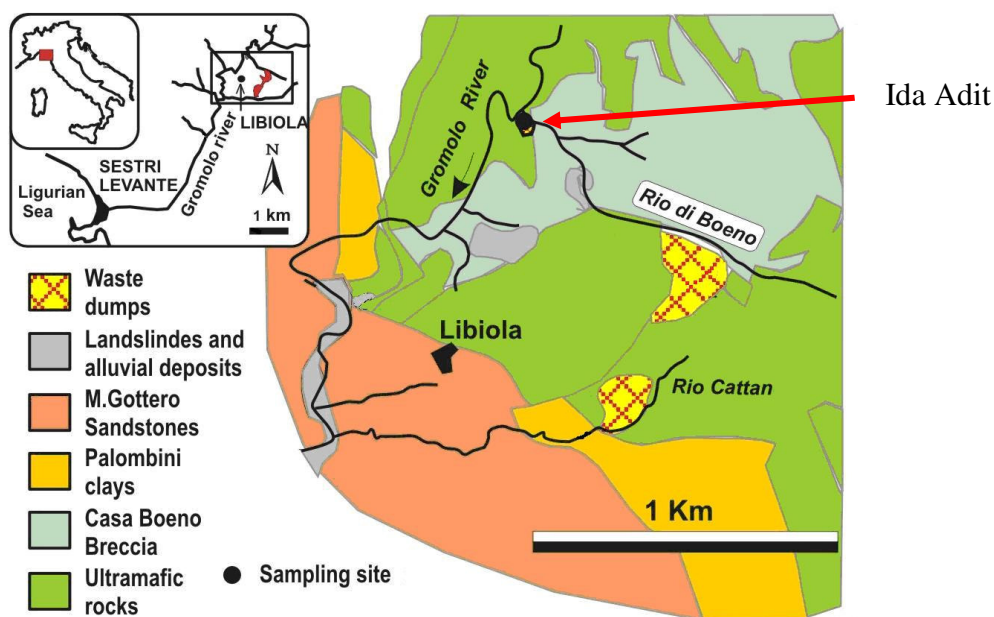 LIBIOLA
SESTRI
LEVANTE
Gromolo river
Ligurian
Sea
N
1 km
Gromolo River
Ida Adit
Rio di Boeno
Libiola
Rio Cattan
1 Km
Waste
dumps
Landslindes and
alluvial deposits
M.Gottero
Sandstones
Palombini
clays
Casa Boeno
Breccia
Ultramafic
rocks
Sampling site